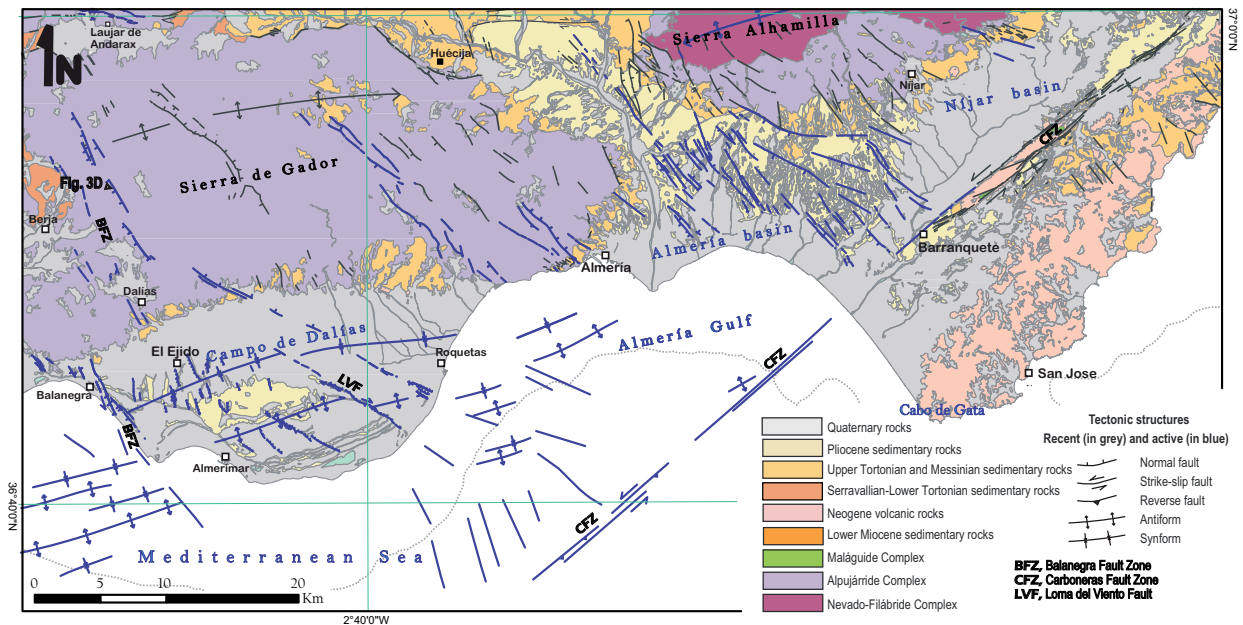 Laujar de
Andarax
N
Huécija
Sierra Alhamilla
37°0'0"N
Níjar
Níjar basin
CFZ
Sierra de Gador
Fig. 3D
Berja
BFZ
Barranquete
Almería basin
Almería
Dalías
Campo de Dalías
Almería Gulf
El Ejido
Roquetas
CFZ
LVF
San Jose
Balanegra
Cabo de Gata
BFZ
Almerimar
36°40'0"N
CFZ
Mediterranean Sea
0 10 20
Km
2°40'0"W
Quaternary rocks
Pliocene sedimentary rocks
Upper Tortonian and Messinian sedimentary rocks
Serravallian-Lower Tortonian sedimentary rocks
Neogene volcanic rocks
Lower Miocene sedimentary rocks
Maláguide Complex
Alpujárride Complex
Nevado-Filábride Complex
Tectonic structures
Recent (in grey) and active (in blue)
Normal fault
Strike-slip fault
Reverse fault
Antiform
Synform
BFZ, Balanegra Fault Zone
CFZ, Carboneras Fault Zone
LVF, Loma del Viento Fault